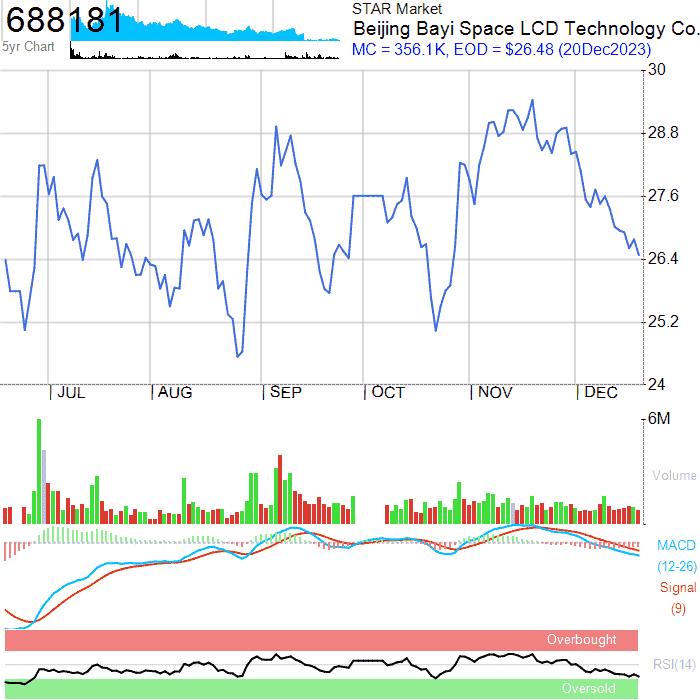 688181
5yr Chart
STAR Market
Beijing Bayi Space LCD Technology Co.
MC = 356.1K, EOD = $26.48 (20Dec2023)
30
28.8
27.6
26.4
25.2
24
JUL AUG SEP OCT NOV DEC
6M
Volume
MACD
(12-26)
Signal
(9)
Overbought
RSI(14)
Oversold